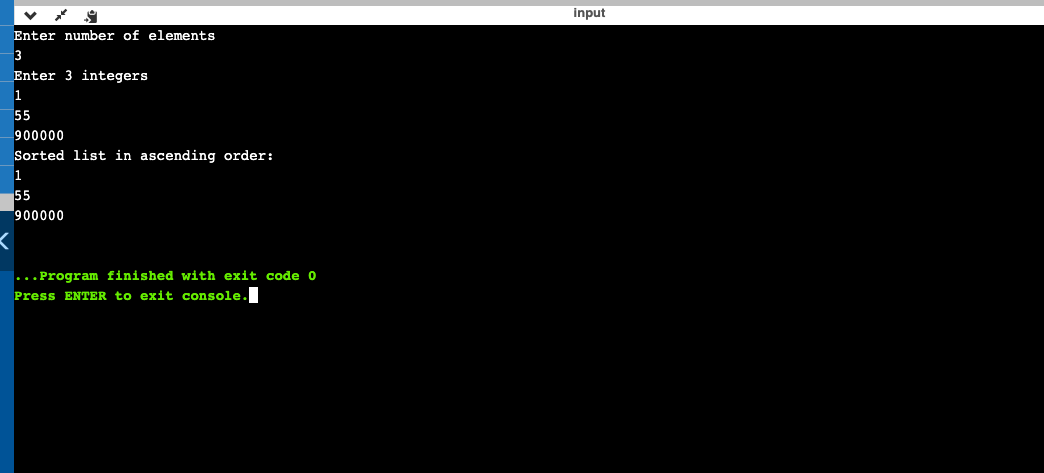 input
Enter number of elements
3
Enter 3 integers
1
55
900000
Sorted list in ascending order:
1
55
900000
...Program finished with exit code 0
Press ENTER to exit console.